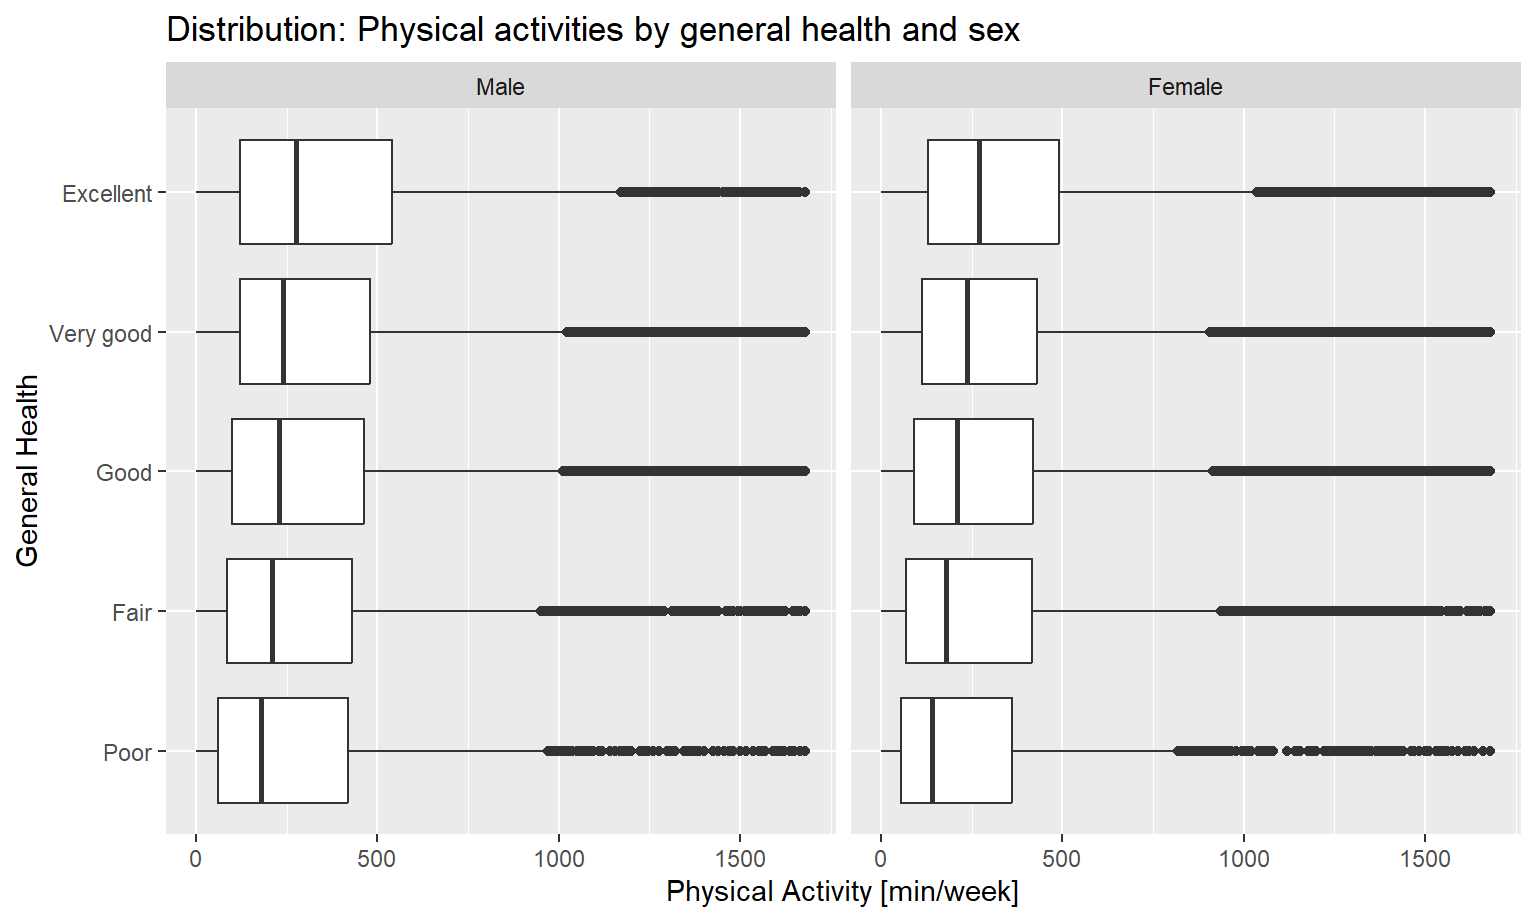 Distribution: Physical activities by general health and sex
Male
Female
General Health
Excellent
Very good
Good
Fair
Poor
0 500 1000 1500
0 500 1000 1500
Physical Activity [min/week]